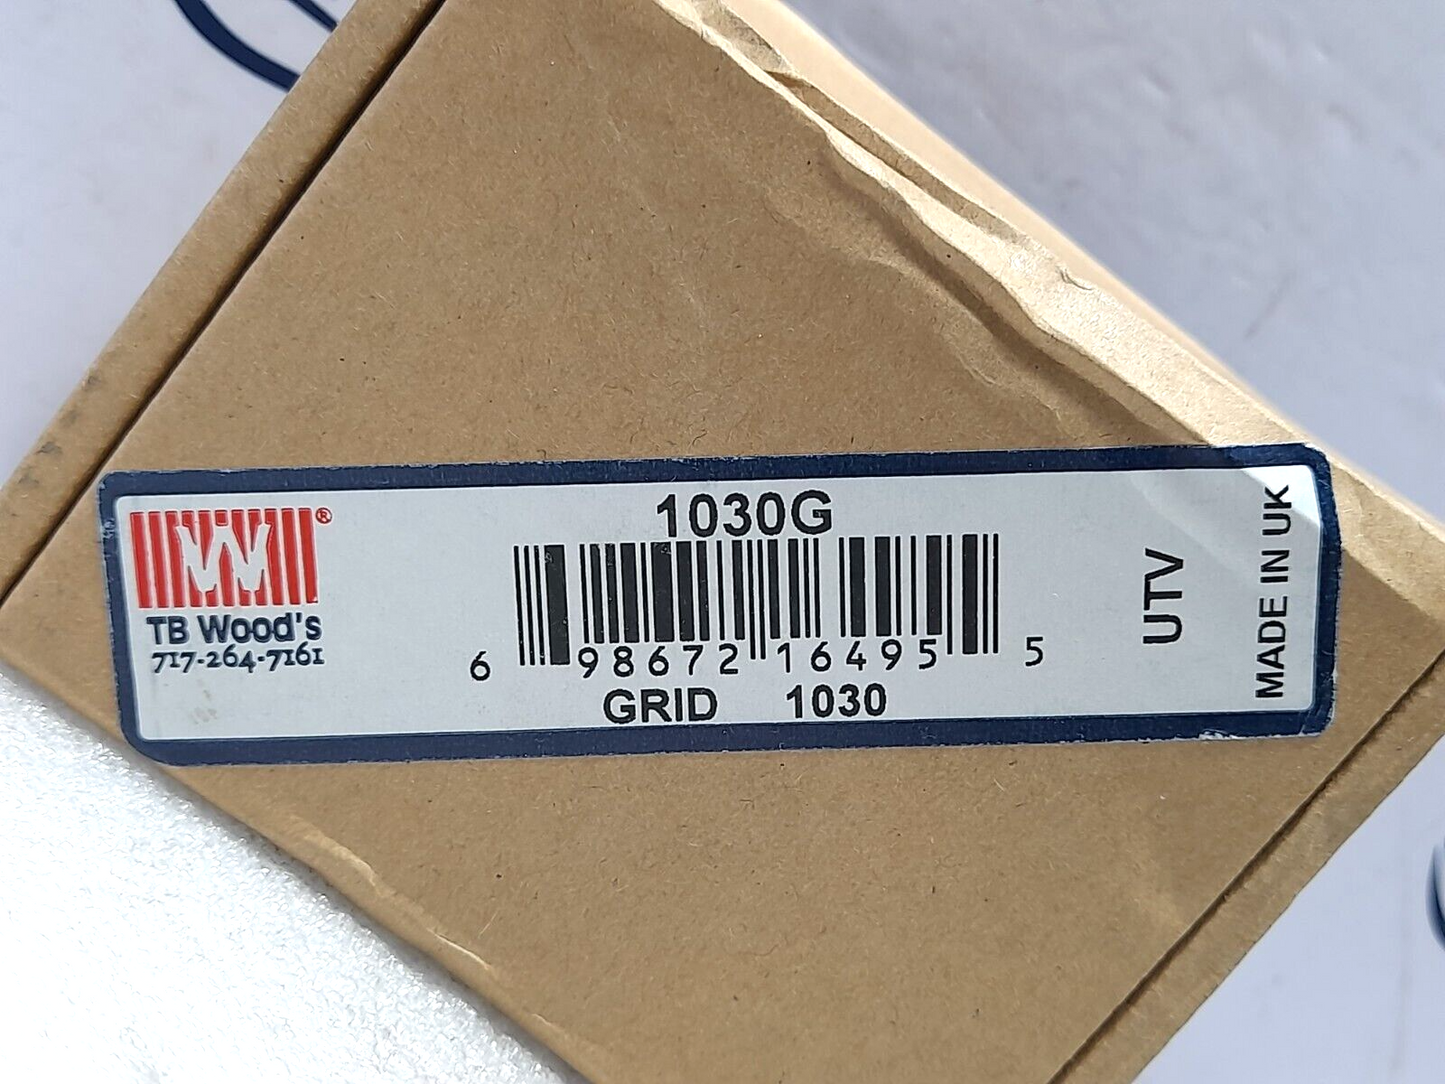 1030G
W®
TB Wood's
717-264-7161
6 98672 16495 5
GRID 1030
UTV
MADE IN UK